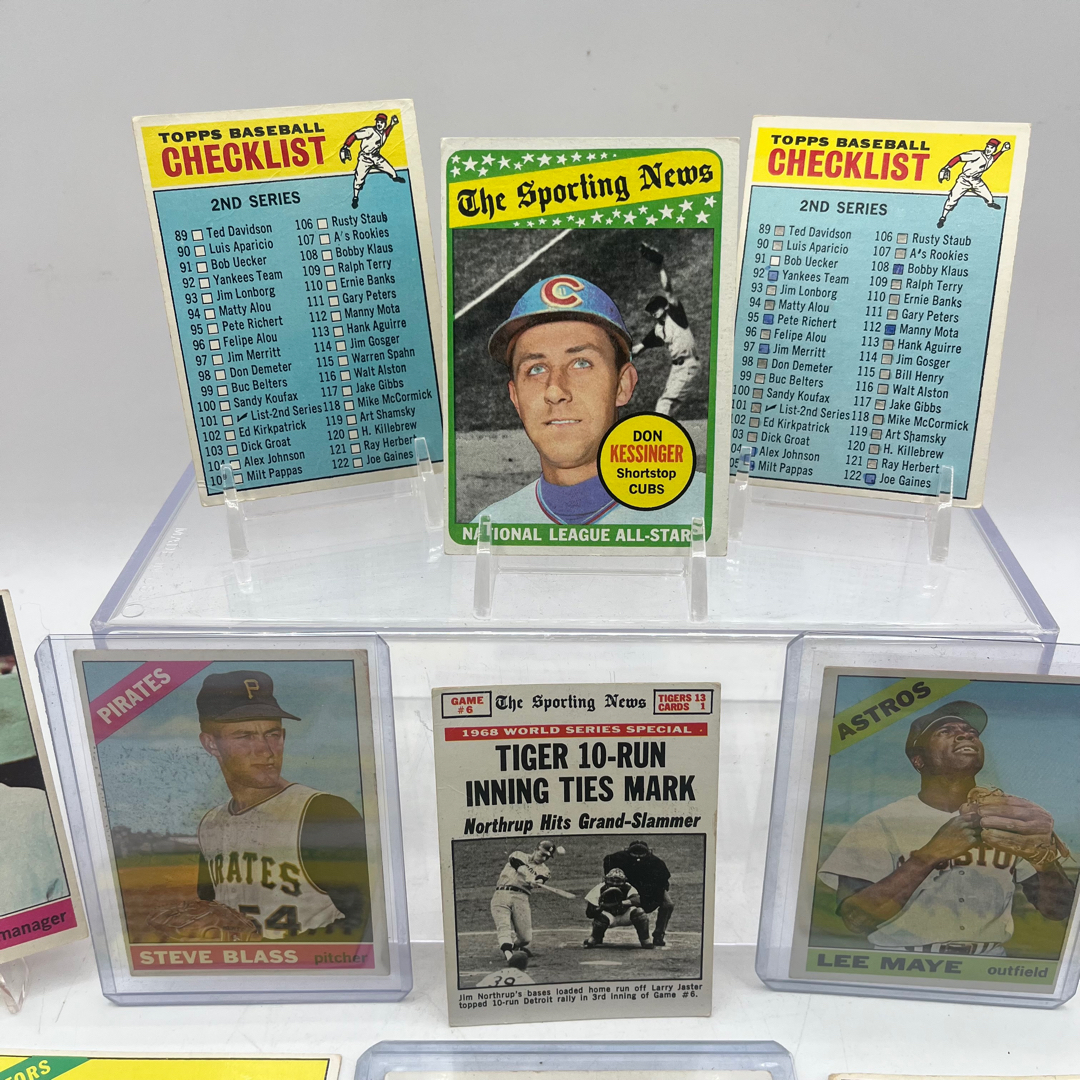 TOPPS BASEBALL
CHECKLIST
2ND SERIES
89 Ted Davidson
90 Luis Aparicio
91 Bob Uecker
92 Yankees Team
93 Jim Lonborg
94 Matty Alou
95 Pete Richert
96 Felipe Alou
97 Jim Merritt
98 Don Demeter
99 Buc Belters
100 Sandy Koufax
101 List-2nd Series
102 Ed Kirkpatrick
103 Dick Groat
Alex Johnson
Milt Pappas
106 Rusty Staub
107 A's Rookies
108 Bobby Klaus
109 Ralph Terry
110 Ernie Banks
111 Gary Peters
112 Manny Mota
113 Hank Aguirre
114 Jim Gosger
115 Warren Spahn
116 Walt Alston
117 Jake Gibbs
118 Mike McCormick
119 Art Shamsky
120 H. Killebrew
121 Ray Herbert
122 Joe Gaines
The Sporting News
C
DON
KESSINGER
Shortstop
CUBS
NATIONAL LEAGUE ALL-STAR
TOPPS BASEBALL
CHECKLIST
2ND SERIES
89 Ted Davidson
90 Luis Aparicio
91 Bob Uecker
92 Yankees Team
93 Jim Lonborg
94 Matty Alou
95 Pete Richert
96 Felipe Alou
97 Jim Merritt
98 Don Demeter
99 Buc Belters
100 Sandy Koufax
101 List-2nd Series
102 Ed Kirkpatrick
103 Dick Groat
Alex Johnson
Milt Pappas
106 Rusty Staub
107 A's Rookies
108 Bobby Klaus
109 Ralph Terry
110 Ernie Banks
111 Gary Peters
112 Manny Mota
113 Hank Aguirre
114 Jim Gosger
115 Bill Henry
116 Walt Alston
117 Jake Gibbs
118 Mike McCormick
119 Art Shamsky
120 H. Killebrew
121 Ray Herbert
122 Joe Gaines
manager
PIRATES
P
PIRATES
54
STEVE BLASS pitcher
GAME #6
The Sporting News
TIGERS 13
CARDS 1
1968 WORLD SERIES SPECIAL
TIGER 10-RUN
INNING TIES MARK
Northrup Hits Grand-Slammer
39
Jim Northrup's bases loaded home run off Larry Jaster
topped 10-run Detroit rally in 3rd inning of Game #6.
ASTROS
LEE MAYE outfield
TORS